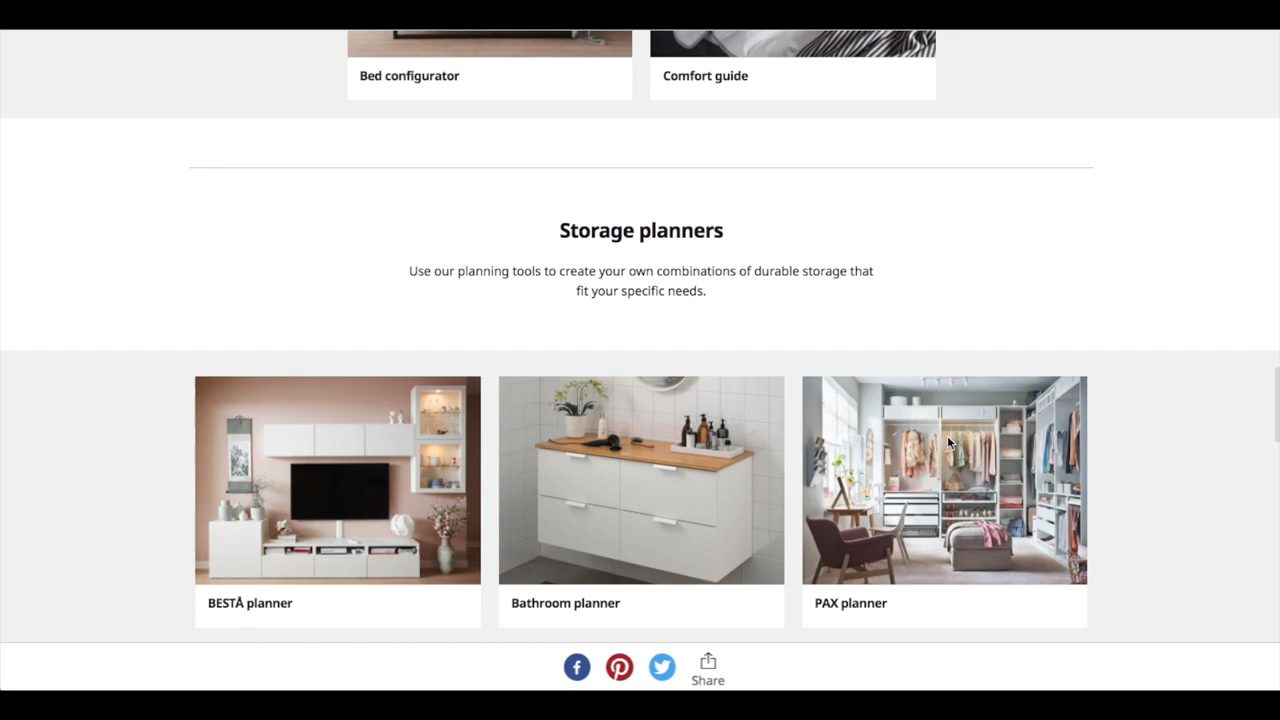 Bed configurator
Comfort guide
Storage planners
Use our planning tools to create your own combinations of durable storage that
fit your specific needs.
BESTÅ planner
Bathroom planner
PAX planner
Share